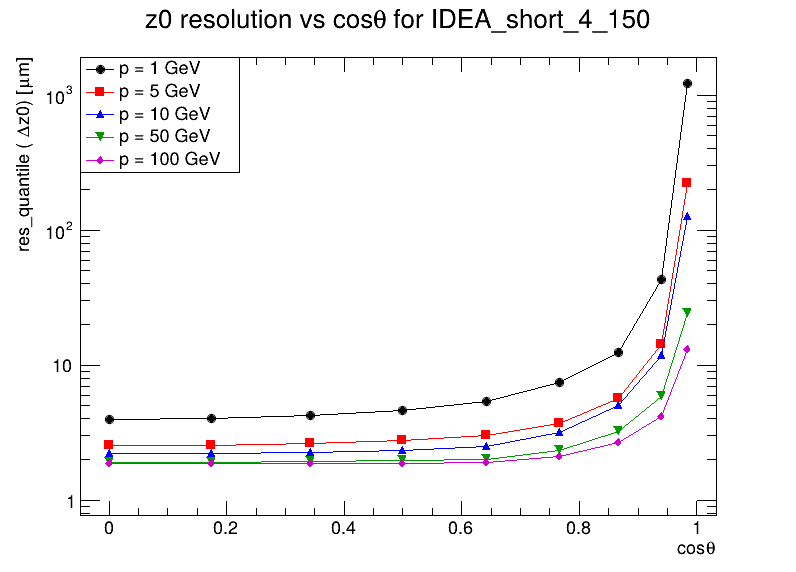 z0 resolution vs cosθ for IDEA_short_4_150
res_quantile ( Δz0) [μm]
p = 1 GeV
p = 5 GeV
p = 10 GeV
p = 50 GeV
p = 100 GeV
10³
10²
10
1
0 0.2 0.4 0.6 0.8 1
cosθ